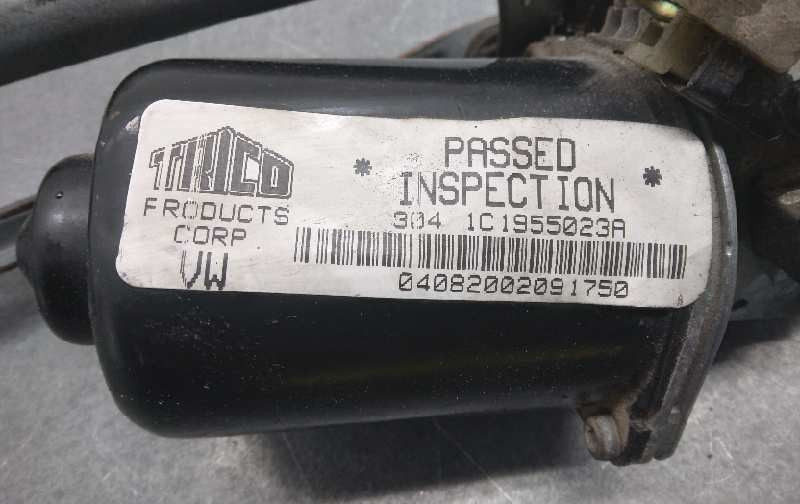 TRICO
PRODUCTS
CORP
VW
* PASSED
INSPECTION *
304 1C1955023A
04082002091750
A